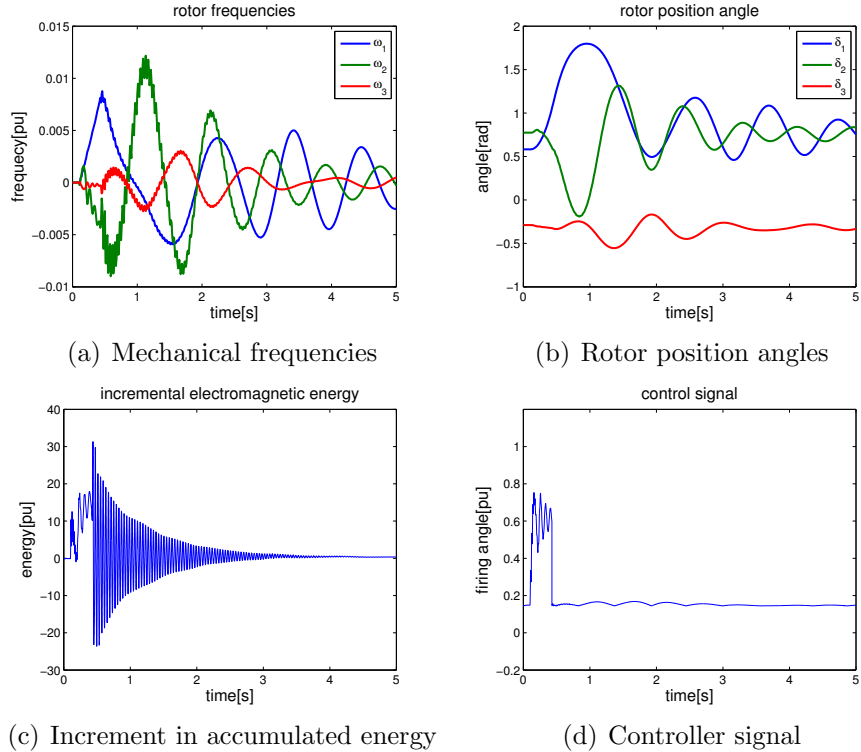 rotor frequencies
0.015
0.01
0.005
0
−0.005
−0.01
frequecy[pu]
0 1 2 3 4 5
time[s]
ω1
ω2
ω3
(a) Mechanical frequencies
rotor position angle
2
1.5
1
0.5
0
−0.5
−1
angle[rad]
0 1 2 3 4 5
time[s]
δ1
δ2
δ3
(b) Rotor position angles
incremental electromagnetic energy
40
30
20
10
0
−10
−20
−30
energy[pu]
0 1 2 3 4 5
time[s]
(c) Increment in accumulated energy
control signal
1
0.8
0.6
0.4
0.2
0
−0.2
firing angle[pu]
0 1 2 3 4 5
time[s]
(d) Controller signal